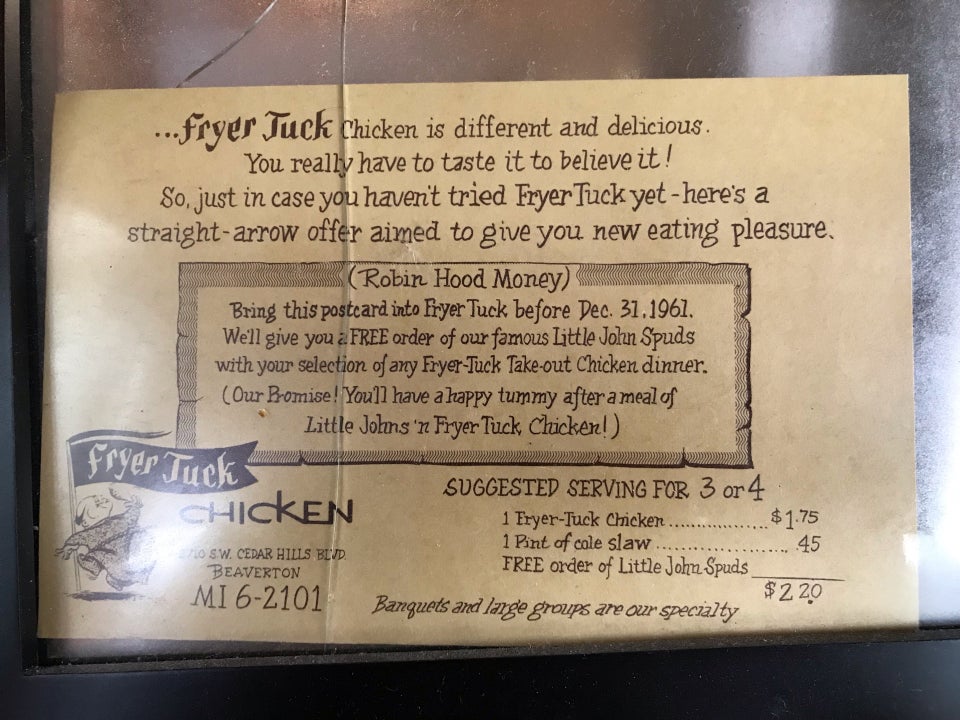 ...Fryer Tuck Chicken is different and delicious.
You really have to taste it to believe it!
So, just in case you haven't tried Fryer Tuck yet - here's a
straight-arrow offer aimed to give you new eating pleasure.
(Robin Hood Money)
Bring this postcard into Fryer Tuck before Dec. 31, 1961.
We'll give you a FREE order of our famous Little John Spuds
with your selection of any Fryer-Tuck Take-out Chicken dinner.
(Our Promise! You'll have a happy tummy after a meal of
Little Johns 'n Fryer Tuck Chicken!)
Fryer Tuck
CHICKEN
S.W. CEDAR HILLS BLVD.
BEAVERTON
MI 6-2101
SUGGESTED SERVING FOR 3 or 4
1 Fryer-Tuck Chicken.................. $1.75
1 Pint of cole slaw........................ .45
FREE order of Little John Spuds
$2.20
Banquets and large groups are our specialty